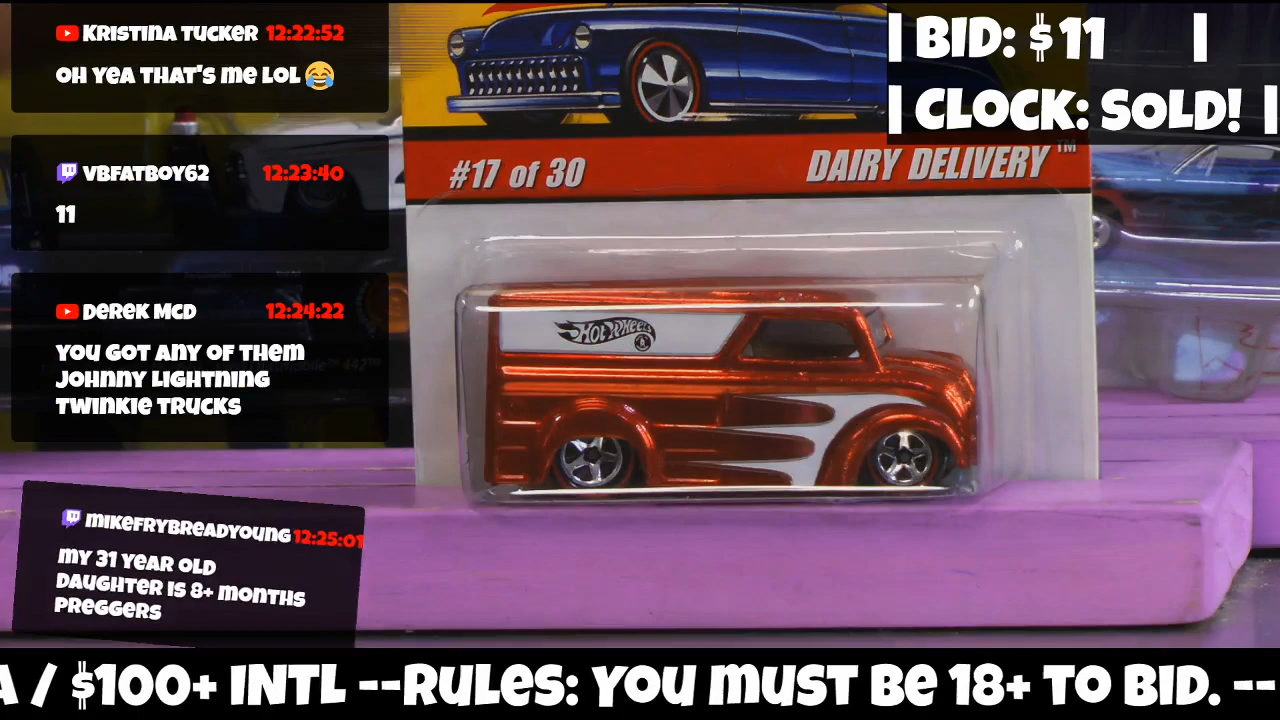 Kristina Tucker 12:22:52
Oh yea that's me lol 😂
vbfatboy62 12:23:40
11
Derek McD 12:24:22
You got any of them
Johnny Lightning
Twinkie trucks
mikefrybreadyoung 12:25:01
my 31 year old
daughter is 8+ months
preggers
| BID: $11 |
| CLOCK: SOLD! |
#17 of 30
DAIRY DELIVERY™
Hot Wheels
A / $100+ INTL --RULES: YOU MUST BE 18+ TO BID. --